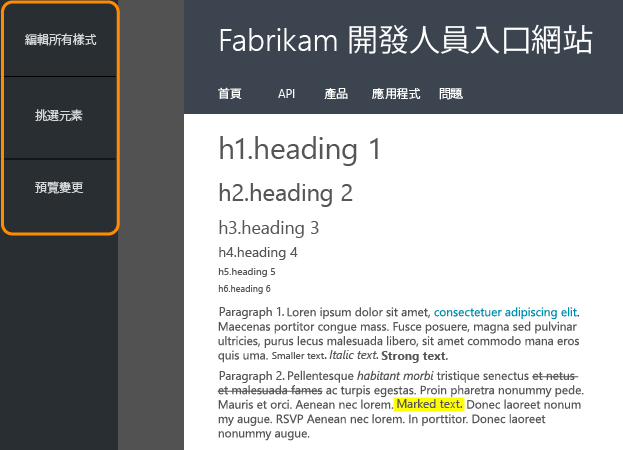 編輯所有樣式
挑選元素
預覽變更
Fabrikam 開發人員入口網站
首頁 API 產品 應用程式 問題
h1.heading 1
h2.heading 2
h3.heading 3
h4.heading 4
h5.heading 5
h6.heading 6
Paragraph 1. Loren ipsum dolor sit amet, consectetuer adipiscing elit.
Maecenas portitor congue mass. Fusce posuere, magna sed pulvinar
ultricies, purus lecus malesuada libero, sit amet commodo mana eros
quis uma. Smaller text. Italic text. Strong text.
Paragraph 2. Pellentesque habitant morbi tristique senectus et netus
et malesuada fames ac turpis egestas. Proin pharetra nonummy pede.
Mauris et orci. Aenean nec lorem. Marked text. Donec laoreet nonum
my augue. RSVP Aenean nec lorem. In porttitor. Donec laoreet
nonummy augue.